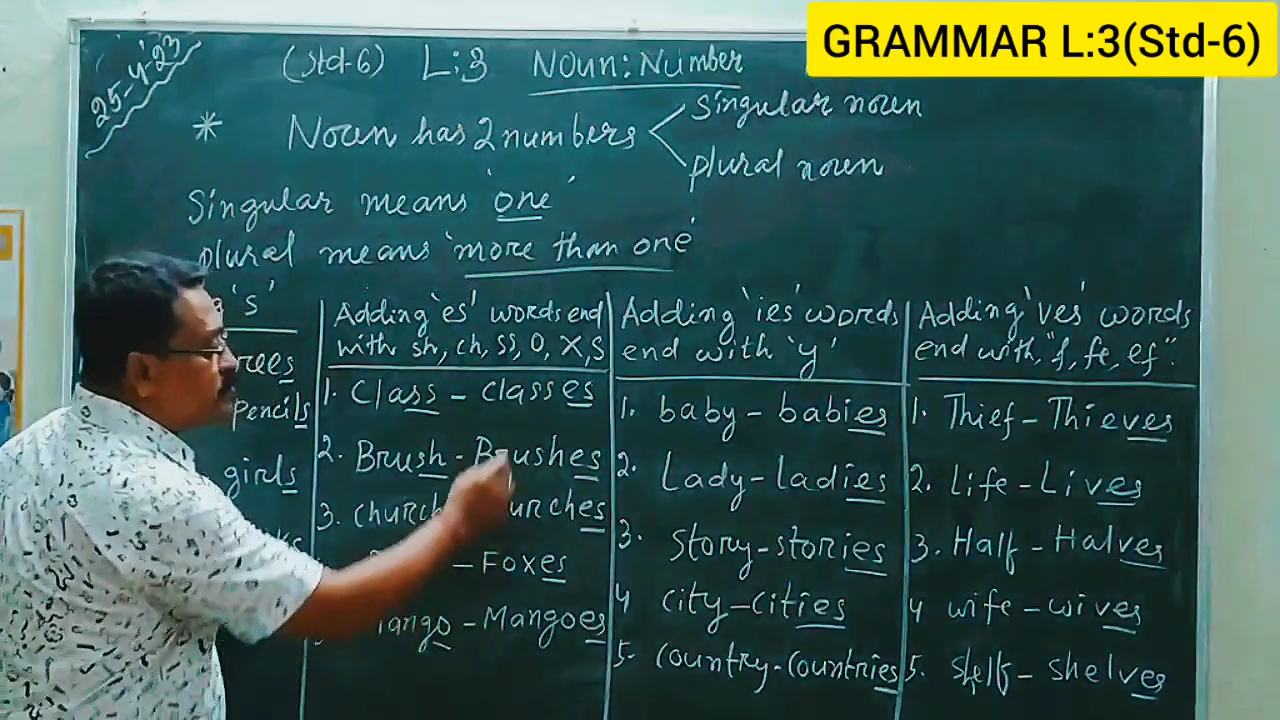 GRAMMAR L:3(Std-6)
25-4-23
(Std-6) L:3 Noun: Number
* Noun has 2 numbers
Singular noun
plural noun
Singular means 'one'
plural means 'more than one'
's'
rees
pencils
girls
ks
Adding 'es' words end
with sh, ch, ss, o, x, s
1. Class - classes
2. Brush - Brushes
3. church urches
- Foxes
ango - Mangoes
Adding 'ies' words
end with 'y'
1. baby - babies
2. Lady - ladies
3. Story - stories
4 city - cities
5. country - countries
Adding 'ves' words
end with, "f, fe, ef".
1. Thief - Thieves
2. Life - Lives
3. Half - Halves
4 wife - wives
5. shelf - shelves